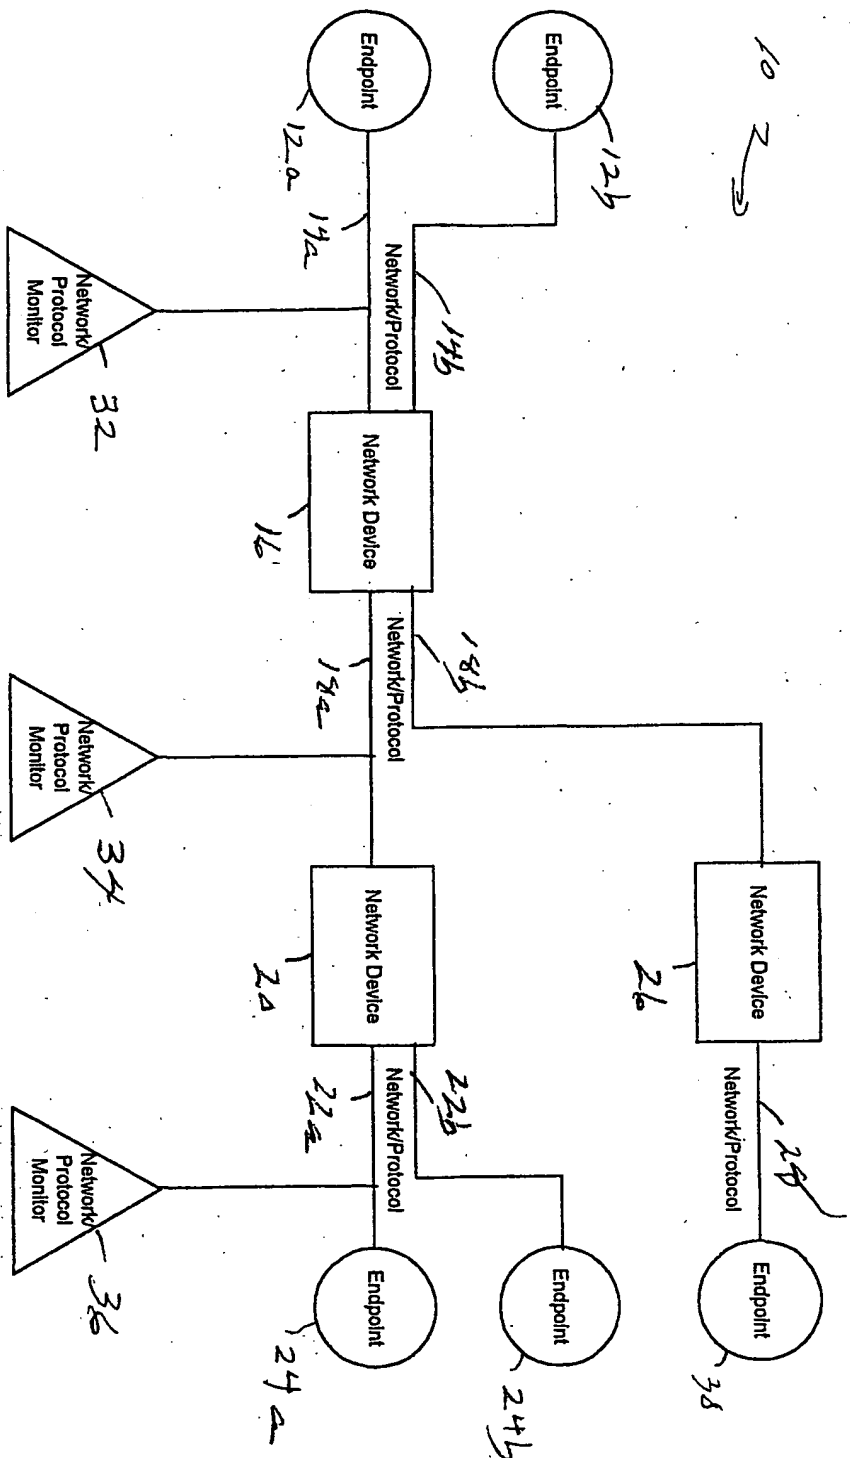 10
Endpoint
12b
Endpoint
12a
14a
Network/Protocol
14b
Network/
Protocol
Monitor
32
Network Device
16
Network/Protocol
18b
18a
Network/
Protocol
Monitor
34
Network Device
20
Network Device
26
Network/Protocol
22b
22a
Network/Protocol
28
Network/
Protocol
Monitor
36
Endpoint
24a
Endpoint
24b
Endpoint
38